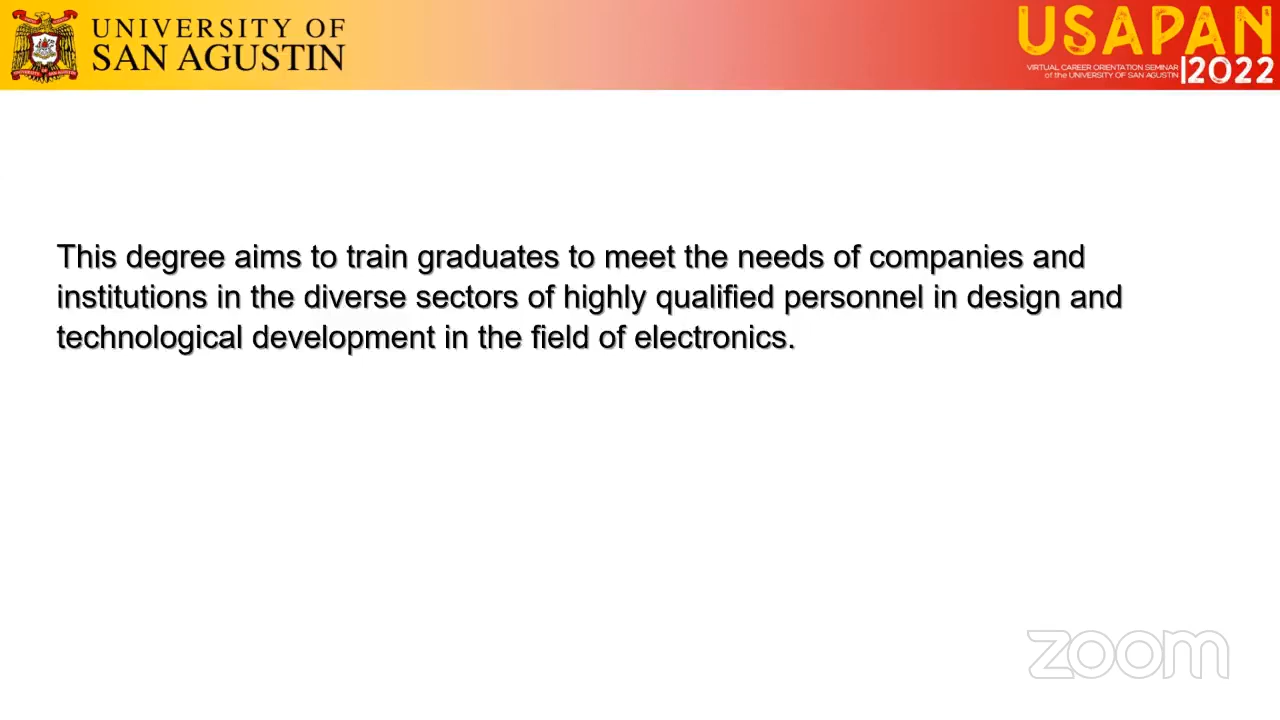 UNIVERSITY OF
SAN AGUSTIN
USAPAN
VIRTUAL CAREER ORIENTATION SEMINAR
of the UNIVERSITY OF SAN AGUSTIN
|2022
This degree aims to train graduates to meet the needs of companies and
institutions in the diverse sectors of highly qualified personnel in design and
technological development in the field of electronics.
zoom